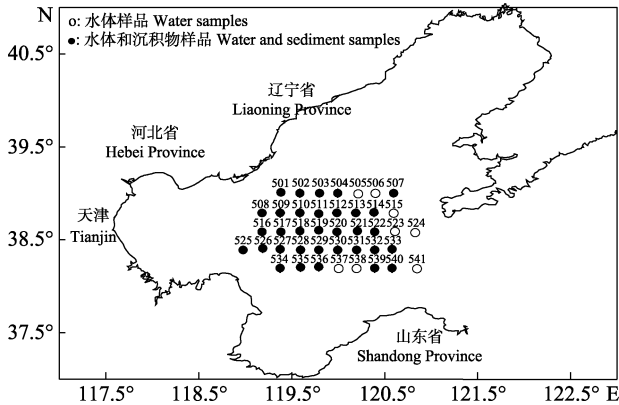 N
o: 水体样品 Water samples
●: 水体和沉积物样品 Water and sediment samples
40.5°
辽宁省
Liaoning Province
39.5°
河北省
Hebei Province
501 502 503 504 505 506 507
508 509 510 511 512 513 514 515
天津
Tianjin
516 517 518 519 520 521 522 523 524
38.5°
525 526 527 528 529 530 531 532 533
534 535 536 537 538 539 540 541
37.5°
山东省
Shandong Province
117.5° 118.5° 119.5° 120.5° 121.5° 122.5° E